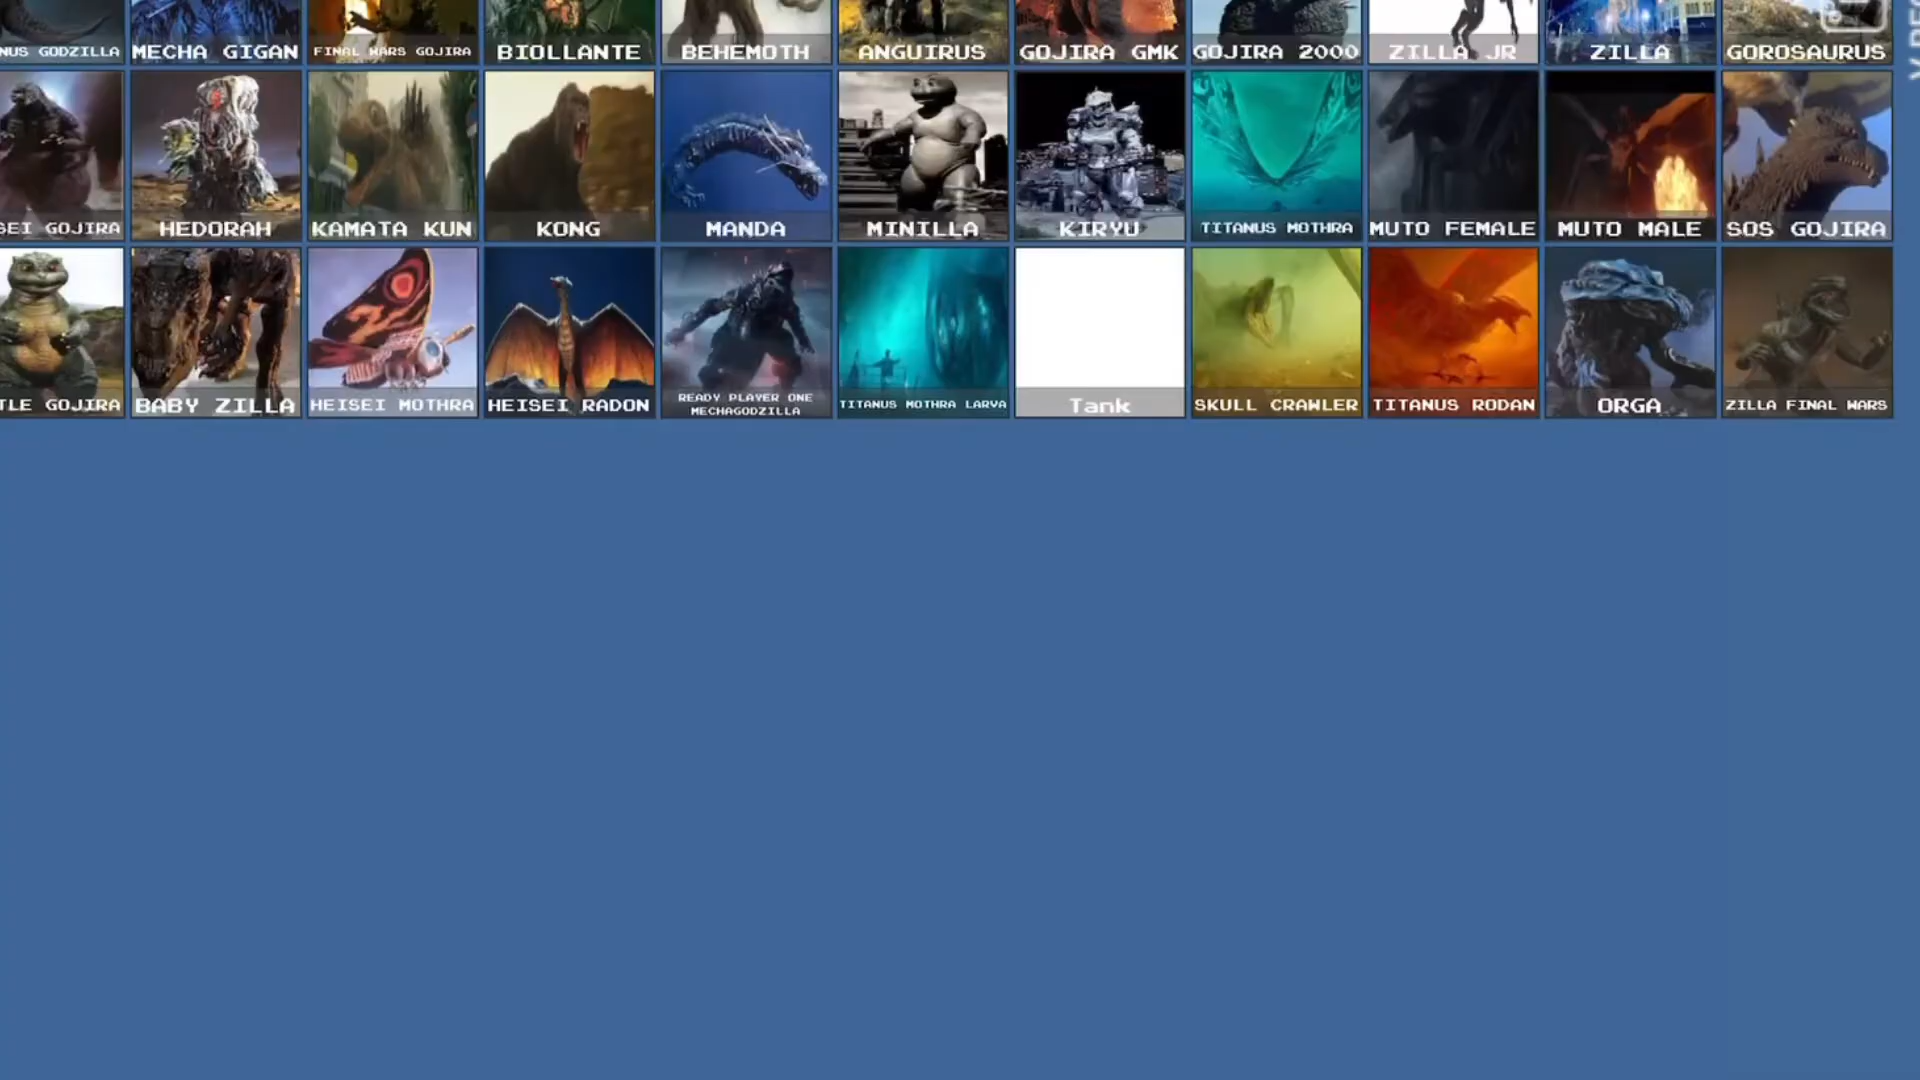 NUS GODZILLA
MECHA GIGAN
FINAL WARS GOJIRA
BIOLLANTE
BEHEMOTH
ANGUIRUS
GOJIRA GMK
GOJIRA 2000
ZILLA JR
ZILLA
GOROSAURUS
SEI GOJIRA
HEDORAH
KAMATA KUN
KONG
MANDA
MINILLA
KIRYU
TITANUS MOTHRA
MUTO FEMALE
MUTO MALE
SOS GOJIRA
TLE GOJIRA
BABY ZILLA
HEISEI MOTHRA
HEISEI RADON
READY PLAYER ONE
MECHAGODZILLA
TITANUS MOTHRA LARVA
Tank
SKULL CRAWLER
TITANUS RODAN
ORGA
ZILLA FINAL WARS